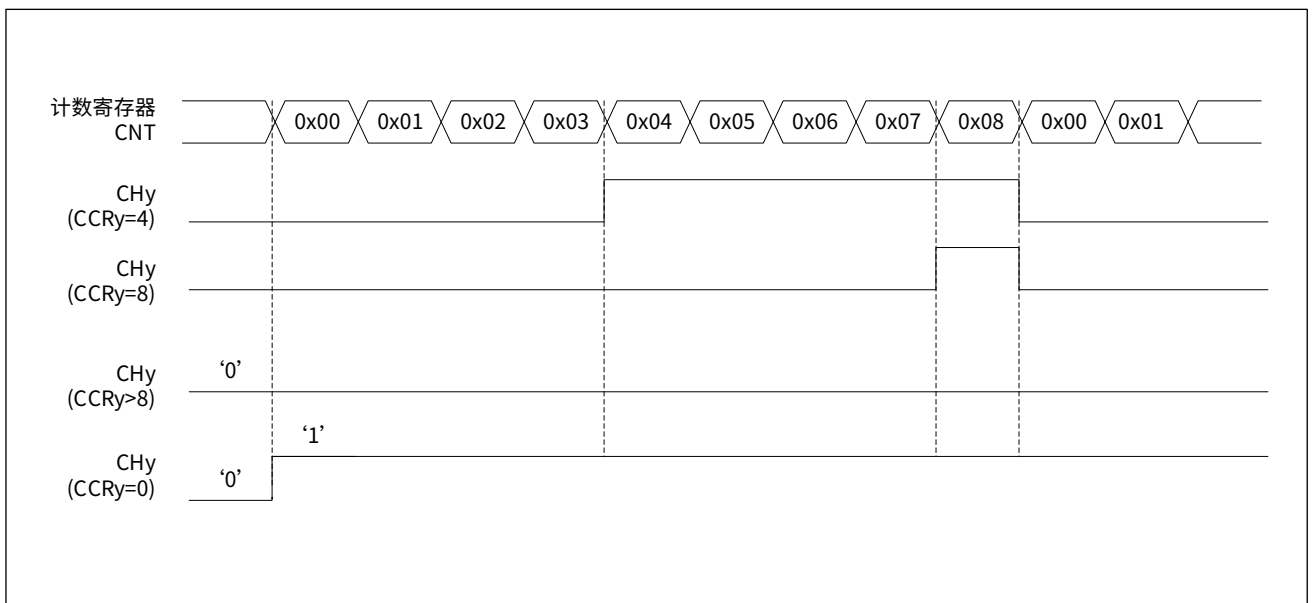 计数寄存器
CNT
0x00 0x01 0x02 0x03 0x04 0x05 0x06 0x07 0x08 0x00 0x01
CHy
(CCRy=4)
CHy
(CCRy=8)
‘0’
CHy
(CCRy>8)
‘1’
CHy
(CCRy=0)
‘0’